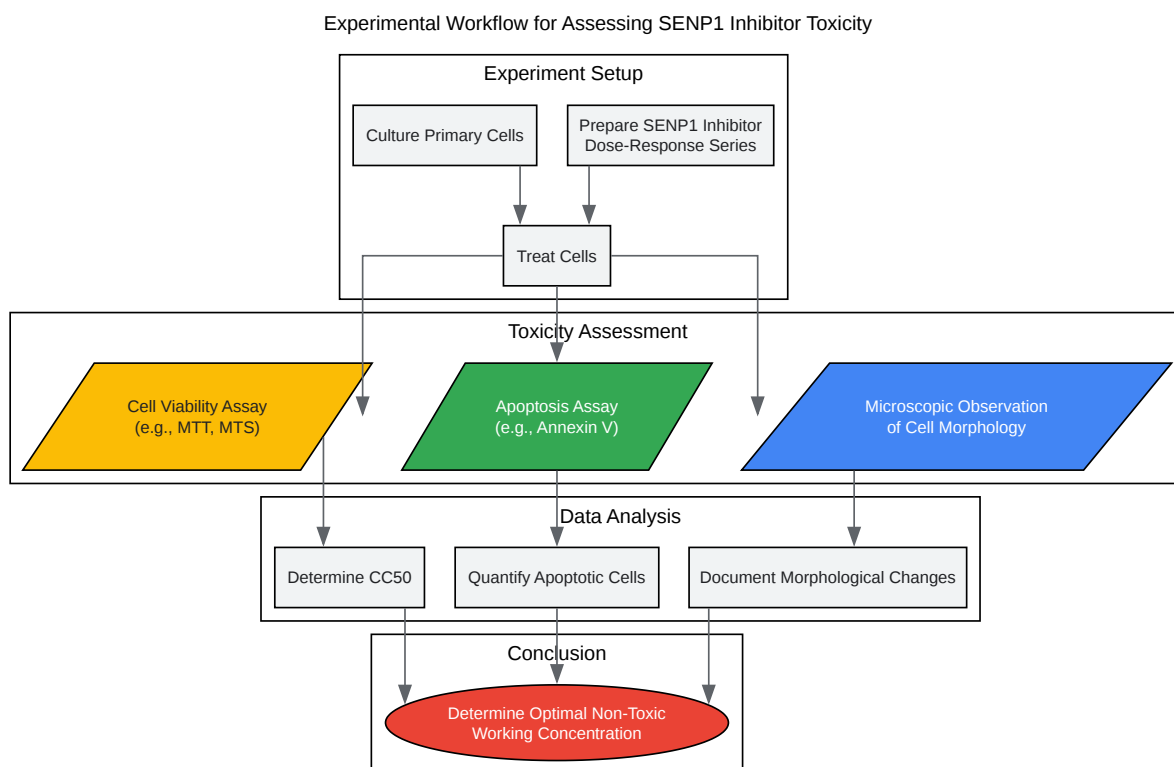 Experimental Workflow for Assessing SENP1 Inhibitor Toxicity
Experiment Setup
Culture Primary Cells
Prepare SENP1 Inhibitor
Dose-Response Series
Treat Cells
Toxicity Assessment
Cell Viability Assay
(e.g., MTT, MTS)
Apoptosis Assay
(e.g., Annexin V)
Microscopic Observation
of Cell Morphology
Data Analysis
Determine CC50
Quantify Apoptotic Cells
Document Morphological Changes
Conclusion
Determine Optimal Non-Toxic
Working Concentration